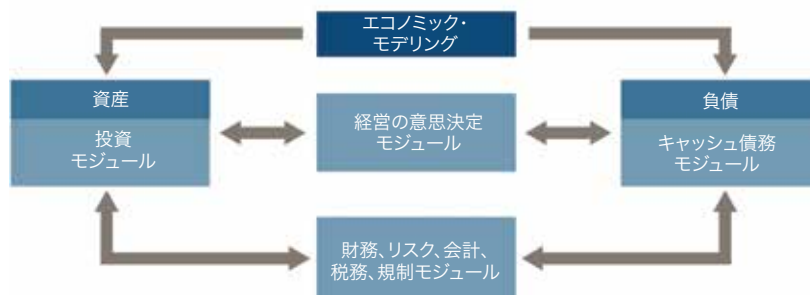 エコノミック・
モデリング
資産
投資
モジュール
経営の意思決定
モジュール
負債
キャッシュ債務
モジュール
財務、リスク、会計、
税務、規制モジュール